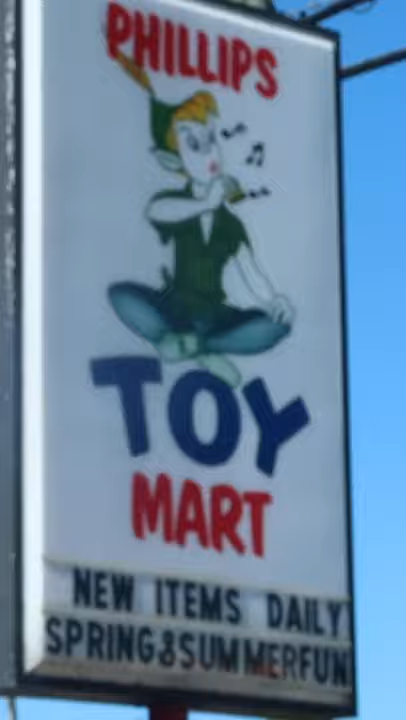 PHILLIPS
TOY
MART
NEW ITEMS DAILY
SPRING&SUMMERFUN